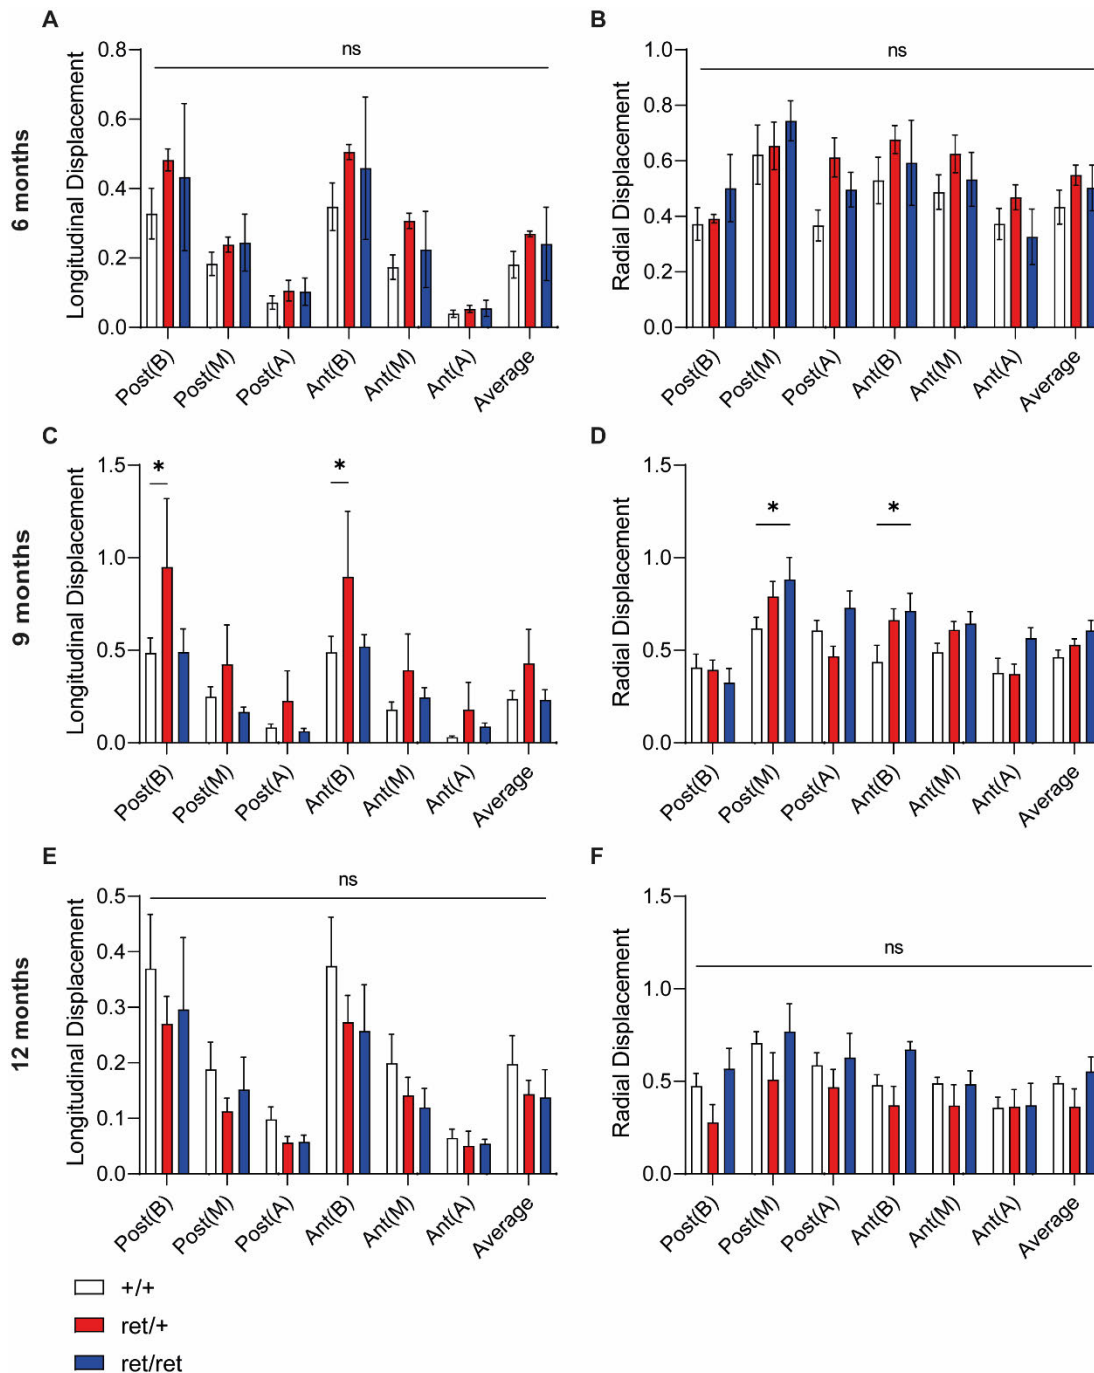 A
B
6 months
Longitudinal Displacement
0.8
0.6
0.4
0.2
0.0
ns
Post(B)
Post(M)
Post(A)
Ant(B)
Ant(M)
Ant(A)
Average
Radial Displacement
1.0
0.8
0.6
0.4
0.2
0.0
ns
Post(B)
Post(M)
Post(A)
Ant(B)
Ant(M)
Ant(A)
Average
C
D
9 months
Longitudinal Displacement
1.5
1.0
0.5
0.0
*
*
Post(B)
Post(M)
Post(A)
Ant(B)
Ant(M)
Ant(A)
Average
Radial Displacement
1.5
1.0
0.5
0.0
*
*
Post(B)
Post(M)
Post(A)
Ant(B)
Ant(M)
Ant(A)
Average
E
F
12 months
Longitudinal Displacement
0.5
0.4
0.3
0.2
0.1
0.0
ns
Post(B)
Post(M)
Post(A)
Ant(B)
Ant(M)
Ant(A)
Average
Radial Displacement
1.5
1.0
0.5
0.0
ns
Post(B)
Post(M)
Post(A)
Ant(B)
Ant(M)
Ant(A)
Average
+/+
ret/+
ret/ret